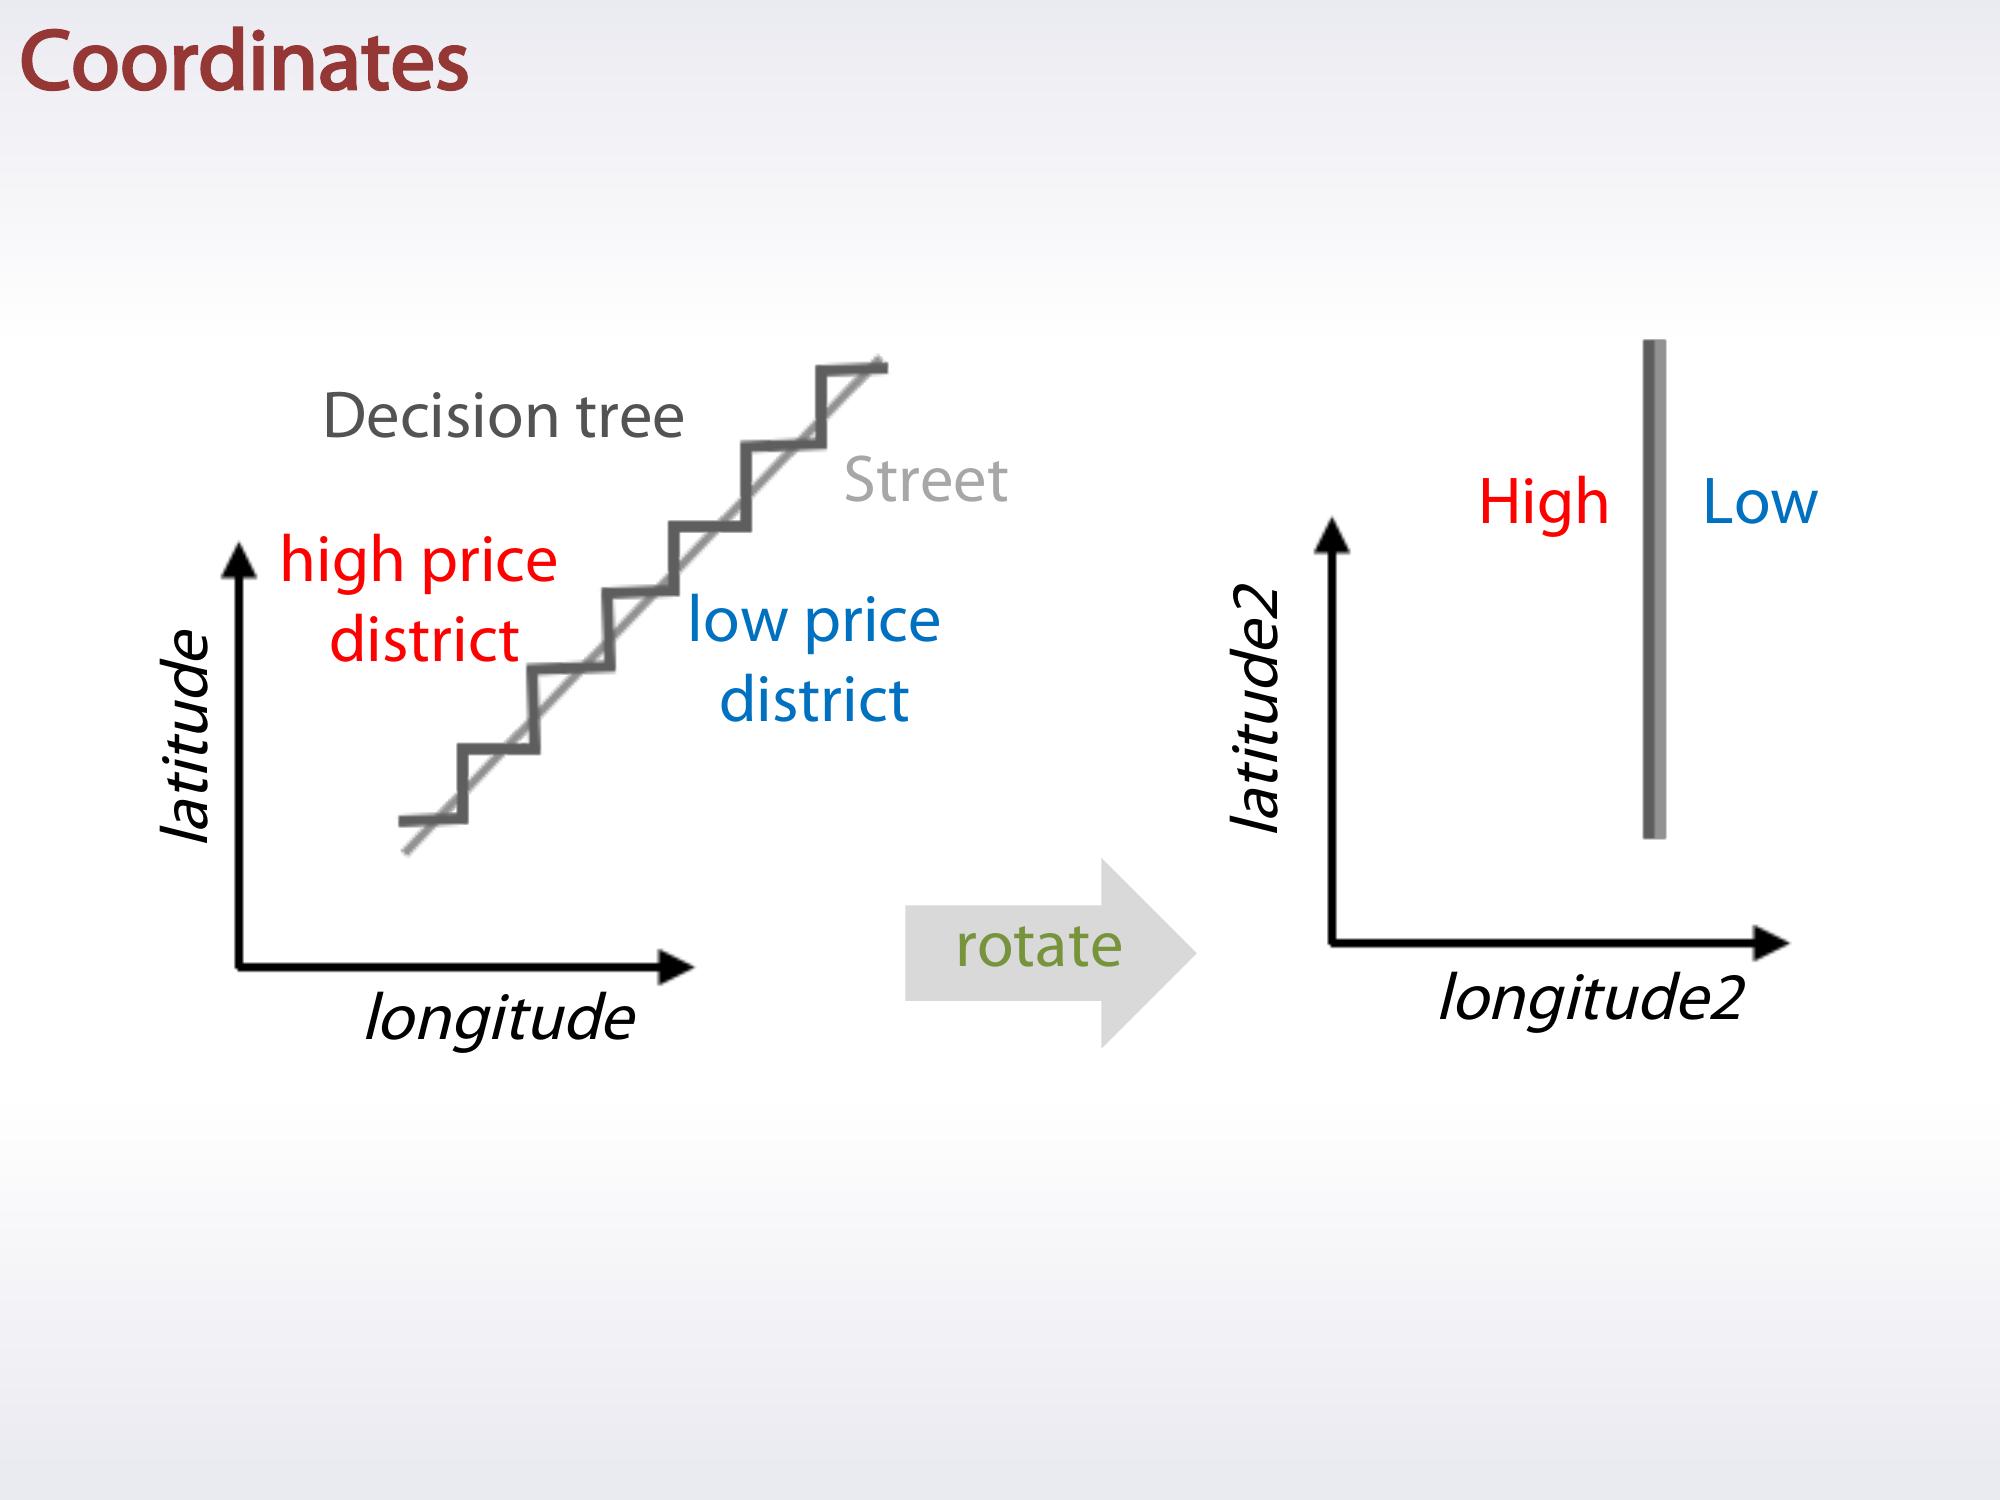 Coordinates
Decision tree
Street
high price
district
low price
district
latitude
longitude
rotate
High
Low
latitude2
longitude2